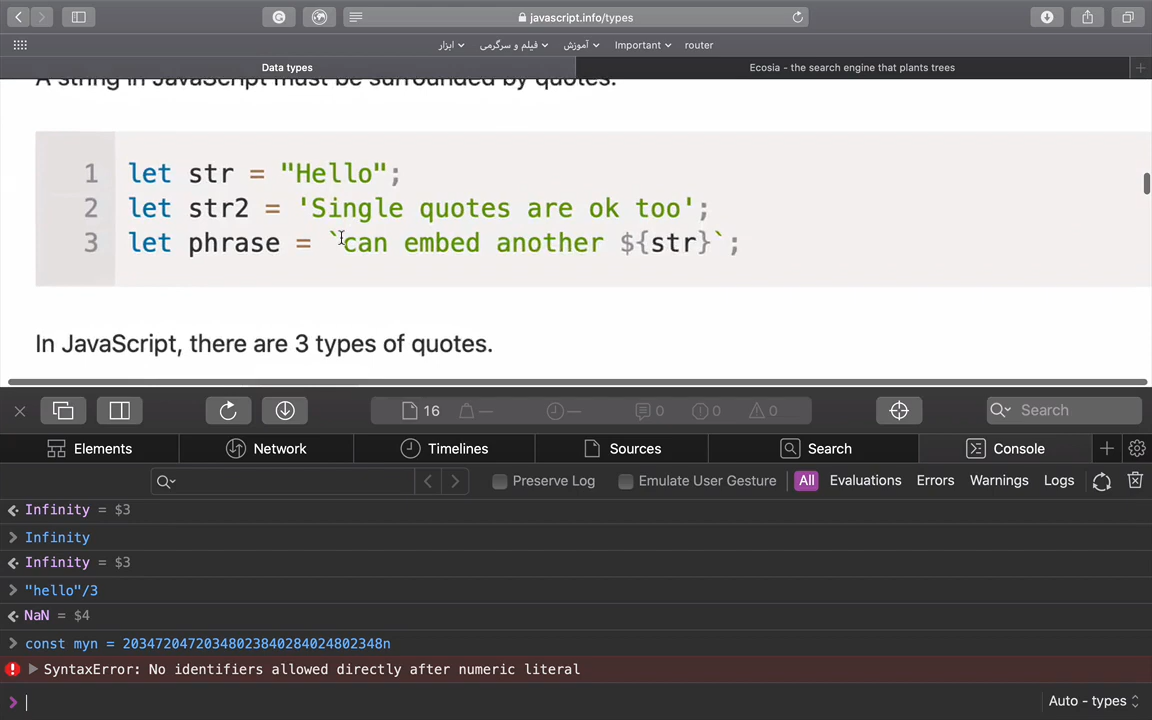 javascript.info/types
ابزار
فیلم و سرگرمی
آموزش
Important
router
Data types
Ecosia - the search engine that plants trees
A string in JavaScript must be surrounded by quotes.
1 let str = "Hello";
2 let str2 = 'Single quotes are ok too';
3 let phrase = `can embed another ${str}`;
In JavaScript, there are 3 types of quotes.
16 — — 0 0 0 Search
Elements Network Timelines Sources Search Console
Preserve Log Emulate User Gesture All Evaluations Errors Warnings Logs
Infinity = $3
> Infinity
Infinity = $3
> "hello"/3
NaN = $4
> const myn = 20347204720348023840284024802348n
SyntaxError: No identifiers allowed directly after numeric literal
> Auto - types